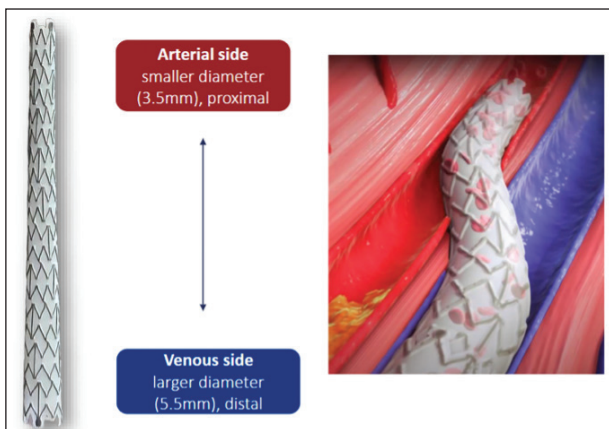 Arterial side
smaller diameter
(3.5mm), proximal
Venous side
larger diameter
(5.5mm), distal